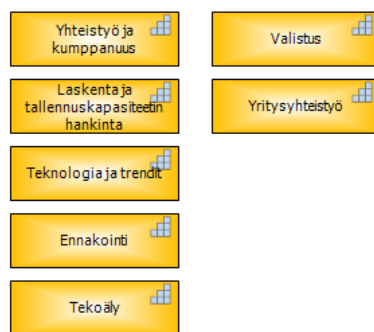 Yhteistyö ja
kumppanuus
Laskenta ja
tallennuskapasiteetin
hankinta
Teknologia ja trendit
Ennakointi
Tekoäly
Valistus
Yritysyhteistyö